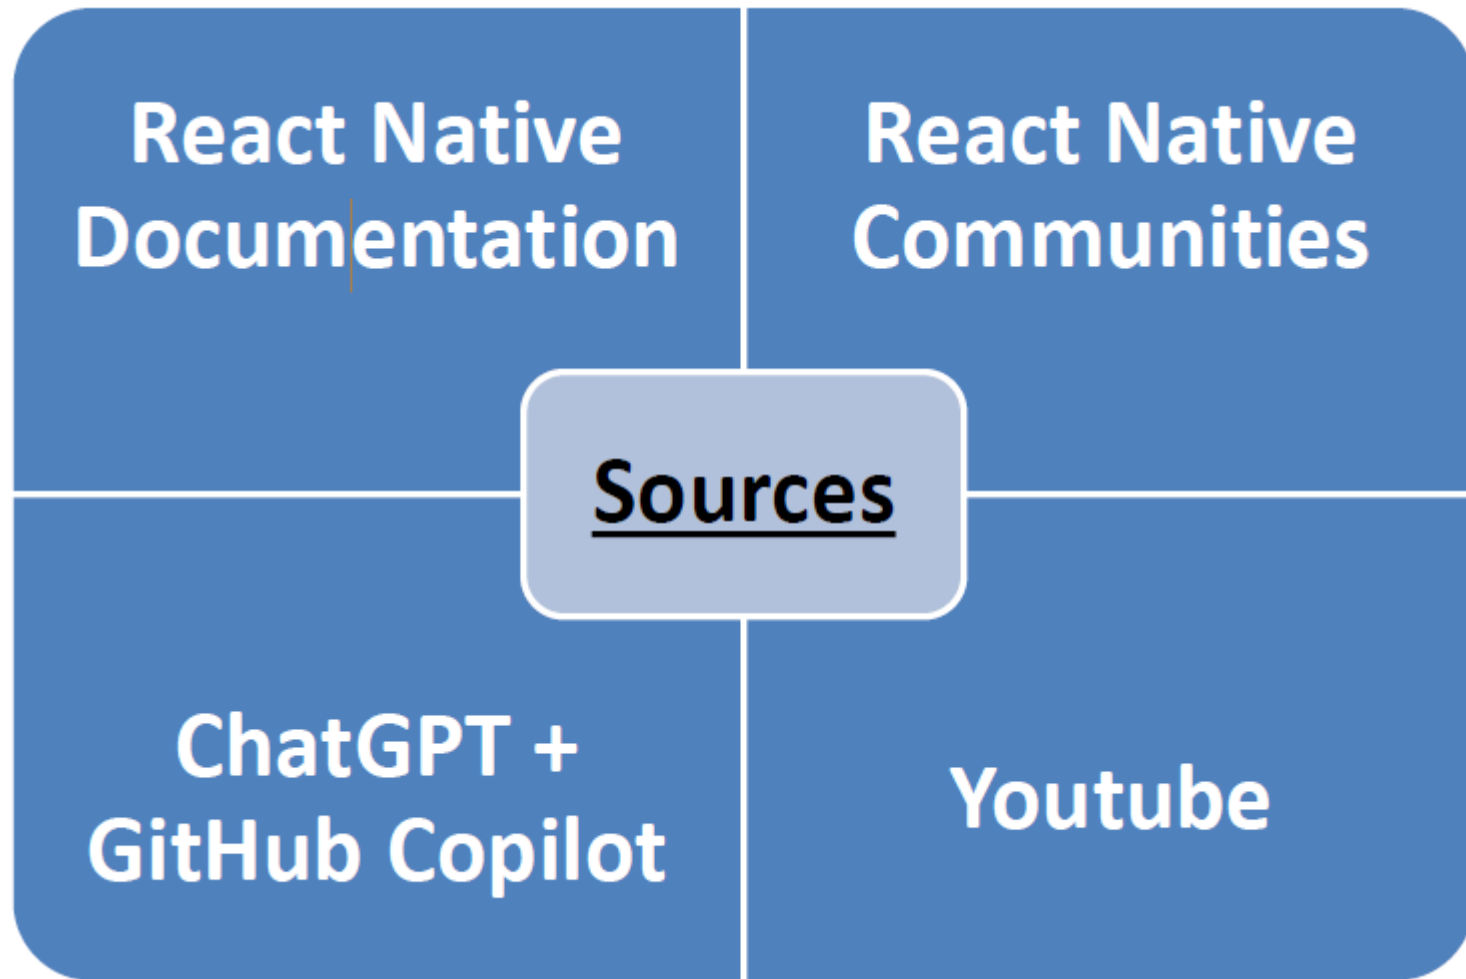 React Native
Documentation
React Native
Communities
Sources
ChatGPT +
GitHub Copilot
Youtube